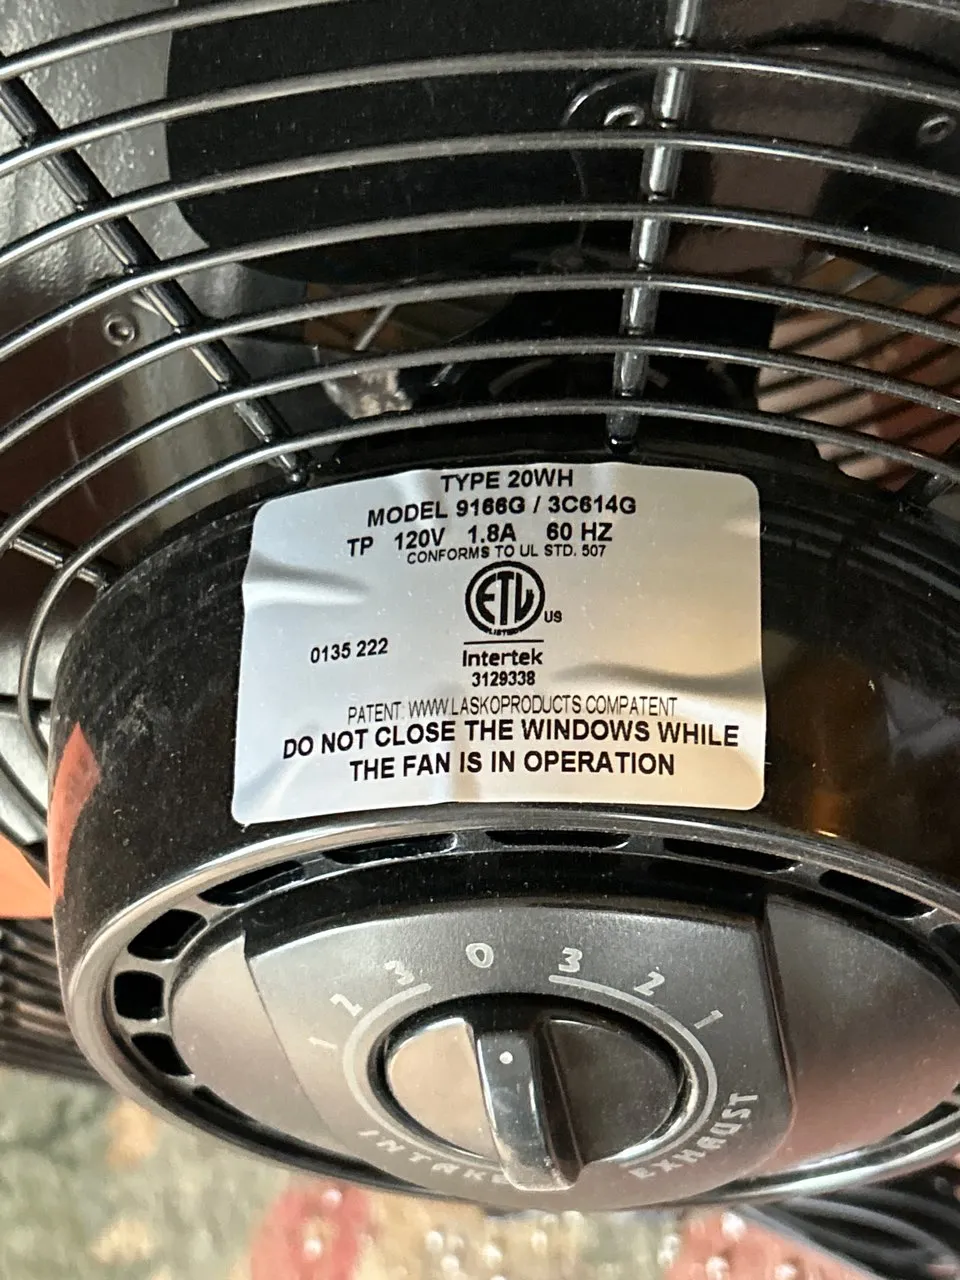 TYPE 20WH
MODEL 9166G / 3C614G
TP 120V 1.8A 60 HZ
CONFORMS TO UL STD. 507
ETL
LISTED
US
0135 222
Intertek
3129338
PATENT: WWW.LASKOPRODUCTS.COMPATENT
DO NOT CLOSE THE WINDOWS WHILE
THE FAN IS IN OPERATION
1 2 3 0 3 2 1
INTAKE EXHAUST